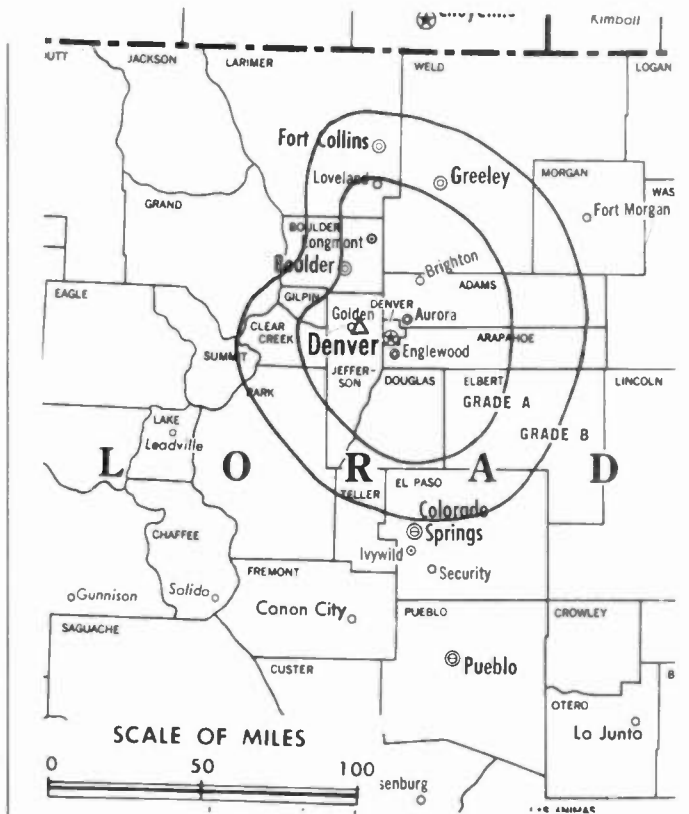 Kimball
JACKSON
LARIMER
WELD
LOGAN
Fort Collins
Loveland
Greeley
MORGAN
Fort Morgan
WAS
GRAND
BOULDER
Longmont
Boulder
Brighton
ADAMS
EAGLE
GILPIN
DENVER
Golden
Aurora
CLEAR
CREEK
Denver
ARAPAHOE
Englewood
SUMMIT
JEFFER-
SON
DOUGLAS
ELBERT
LINCOLN
PARK
GRADE A
GRADE B
LAKE
Leadville
L O R A D
TELLER
EL PASO
Colorado
Springs
CHAFFEE
Ivywild
Security
FREMONT
Gunnison
Salida
Canon City
SAGUACHE
PUEBLO
CROWLEY
CUSTER
Pueblo
OTERO
La Junta
SCALE OF MILES
0 50 100
senburg